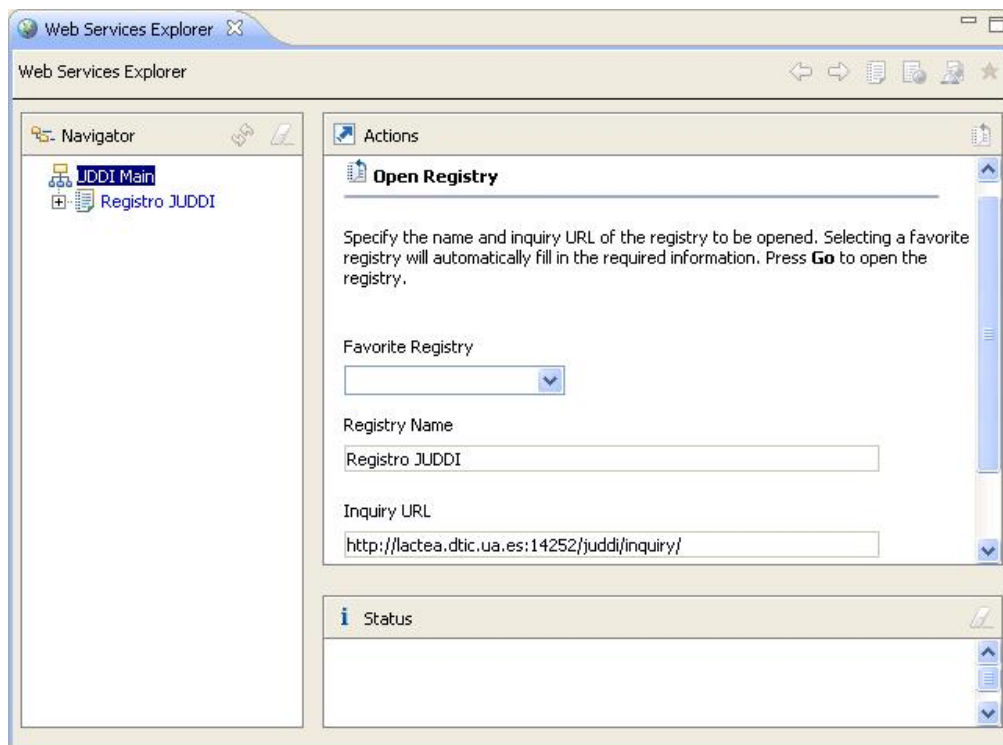 Web Services Explorer
Web Services Explorer
Navigator
UDDI Main
Registro JUDDI
Actions
Open Registry
Specify the name and inquiry URL of the registry to be opened. Selecting a favorite
registry will automatically fill in the required information. Press Go to open the
registry.
Favorite Registry
Registry Name
Registro JUDDI
Inquiry URL
http://lactea.dtic.ua.es:14252/juddi/inquiry/
i Status